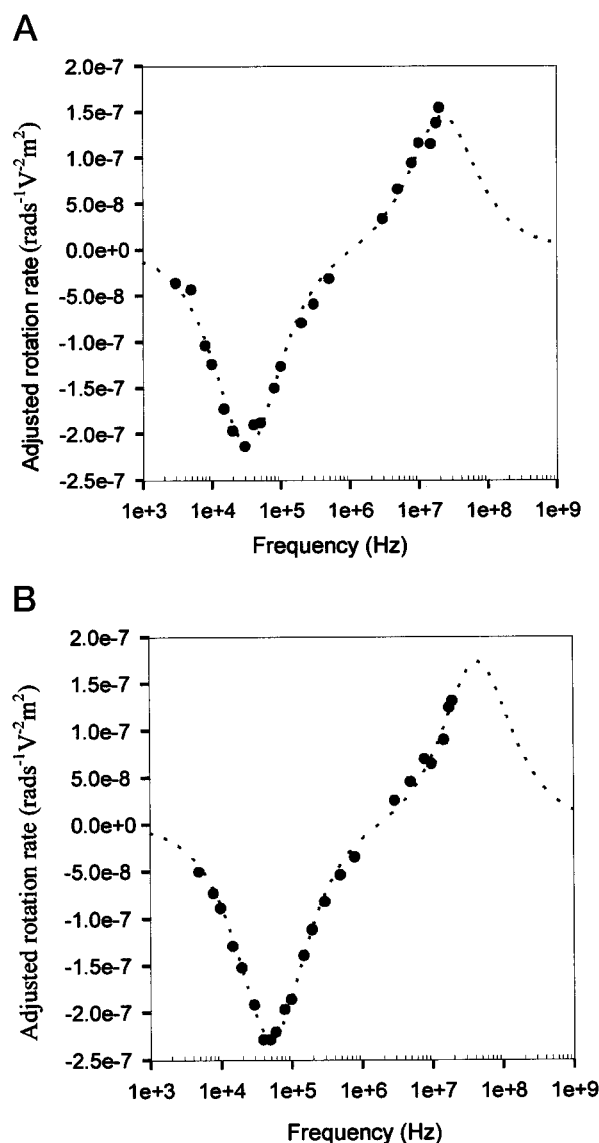 A
Adjusted rotation rate (rads⁻¹V⁻²m²)
2.0e-7
1.5e-7
1.0e-7
5.0e-8
0.0e+0
-5.0e-8
-1.0e-7
-1.5e-7
-2.0e-7
-2.5e-7
1e+3 1e+4 1e+5 1e+6 1e+7 1e+8 1e+9
Frequency (Hz)
B
Adjusted rotation rate (rads⁻¹V⁻²m²)
2.0e-7
1.5e-7
1.0e-7
5.0e-8
0.0e+0
-5.0e-8
-1.0e-7
-1.5e-7
-2.0e-7
-2.5e-7
1e+3 1e+4 1e+5 1e+6 1e+7 1e+8 1e+9
Frequency (Hz)